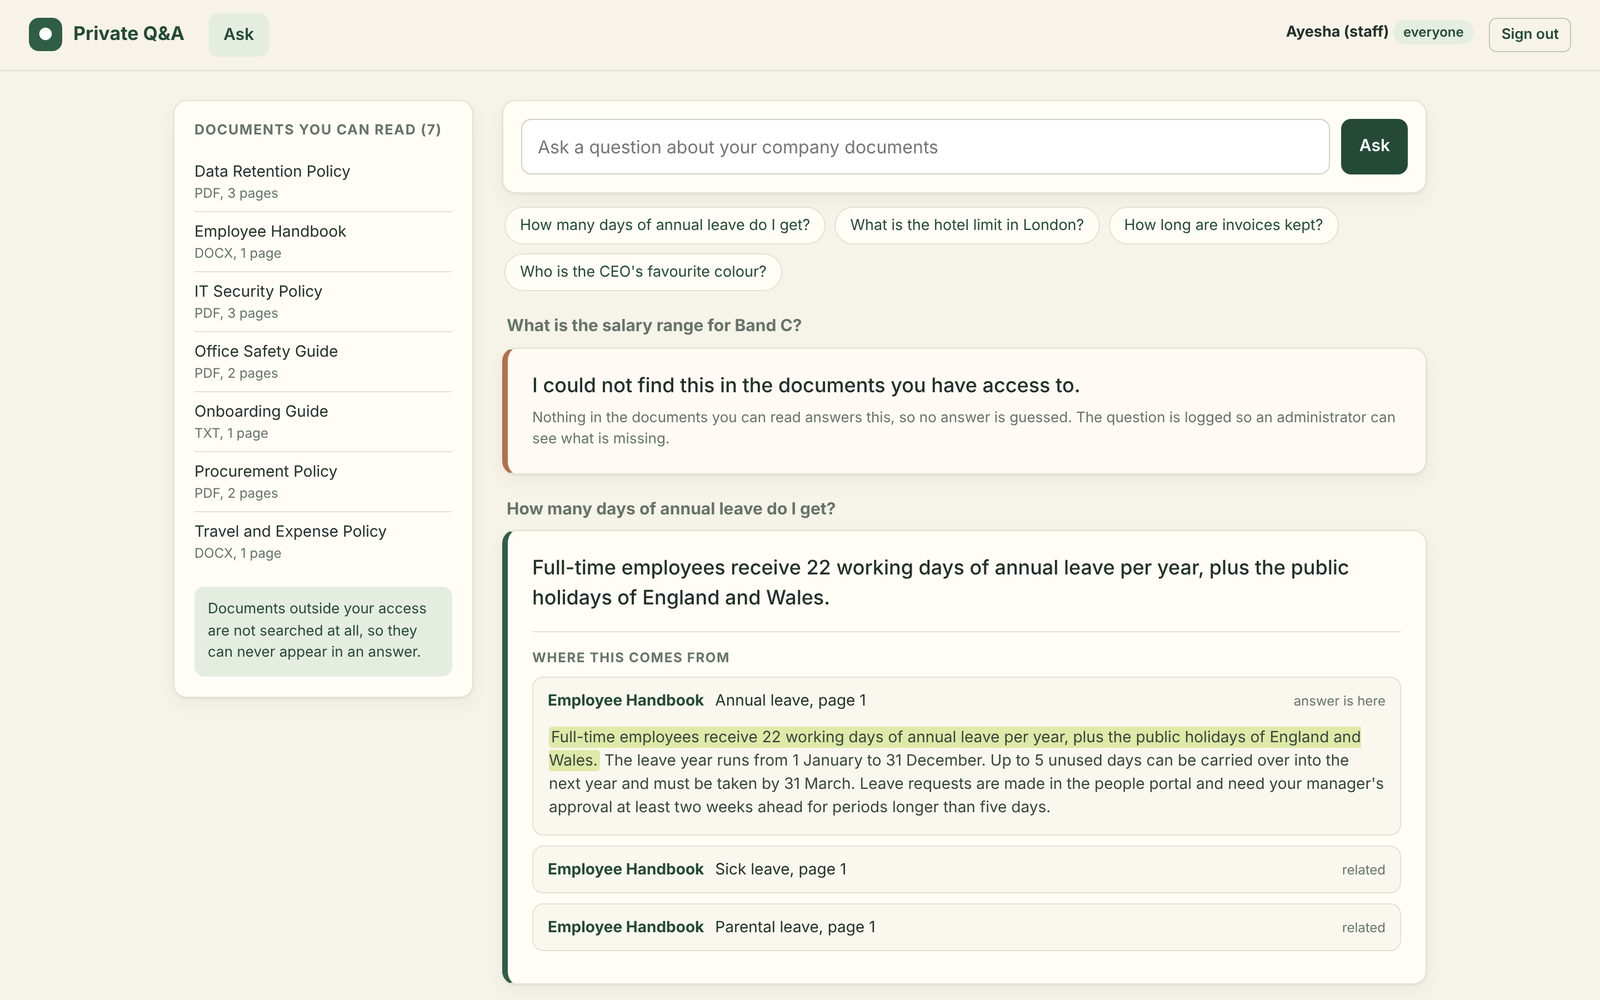 Private Q&A
Ask
Ayesha (staff)
everyone
Sign out
DOCUMENTS YOU CAN READ (7)
Data Retention Policy
PDF, 3 pages
Employee Handbook
DOCX, 1 page
IT Security Policy
PDF, 3 pages
Office Safety Guide
PDF, 2 pages
Onboarding Guide
TXT, 1 page
Procurement Policy
PDF, 2 pages
Travel and Expense Policy
DOCX, 1 page
Documents outside your access
are not searched at all, so they
can never appear in an answer.
Ask a question about your company documents
Ask
How many days of annual leave do I get?
What is the hotel limit in London?
How long are invoices kept?
Who is the CEO's favourite colour?
What is the salary range for Band C?
I could not find this in the documents you have access to.
Nothing in the documents you can read answers this, so no answer is guessed. The question is logged so an administrator can
see what is missing.
How many days of annual leave do I get?
Full-time employees receive 22 working days of annual leave per year, plus the public
holidays of England and Wales.
WHERE THIS COMES FROM
Employee Handbook Annual leave, page 1
answer is here
Full-time employees receive 22 working days of annual leave per year, plus the public holidays of England and
Wales. The leave year runs from 1 January to 31 December. Up to 5 unused days can be carried over into the
next year and must be taken by 31 March. Leave requests are made in the people portal and need your manager's
approval at least two weeks ahead for periods longer than five days.
Employee Handbook Sick leave, page 1
related
Employee Handbook Parental leave, page 1
related